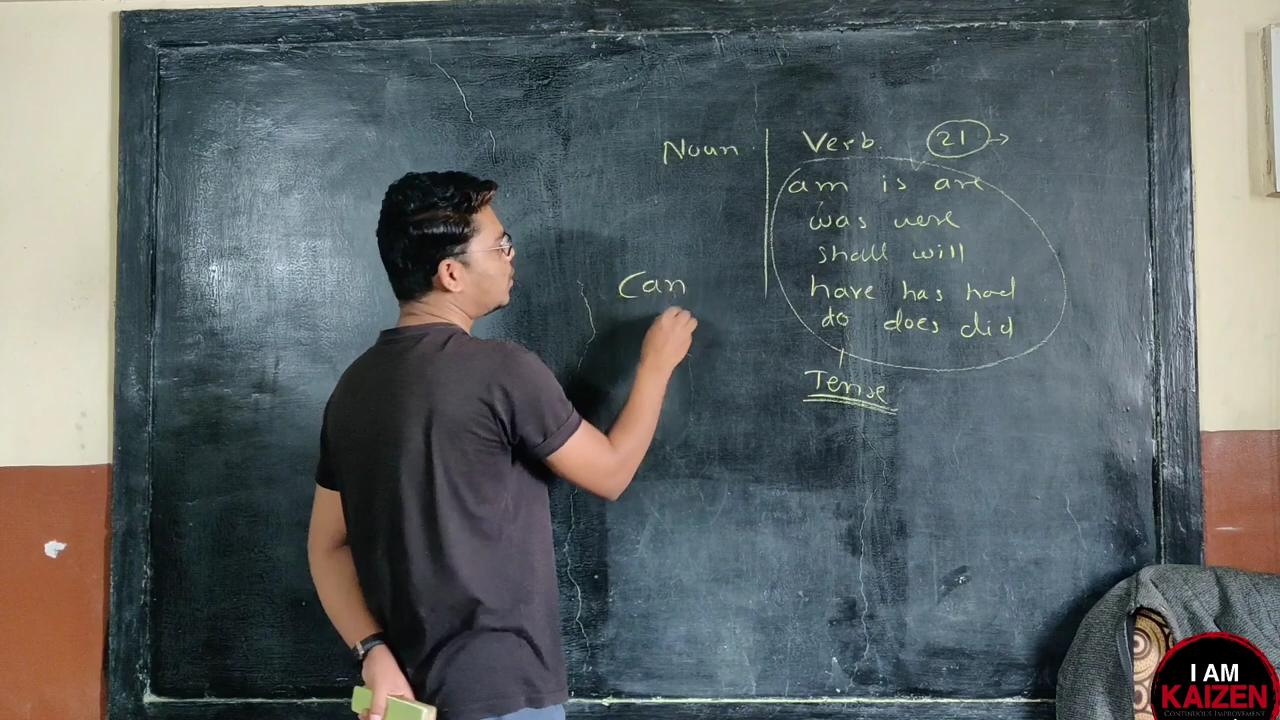 Noun Verb 21 →
am is are
was were
shall will
Can
have has had
do does did
Tense
I AM
KAIZEN
CONTINUOUS IMPROVEMENT